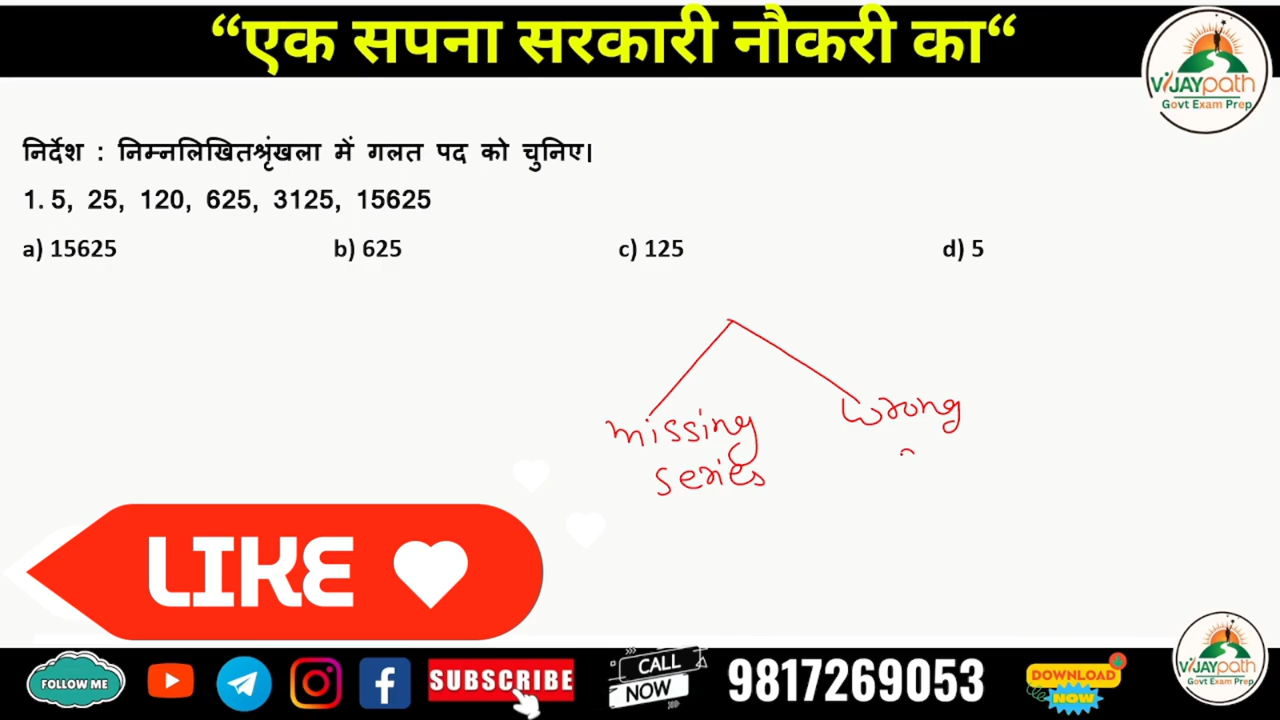 “एक सपना सरकारी नौकरी का“
ViJAYpath
Govt Exam Prep
निर्देश : निम्नलिखितश्रृंखला में गलत पद को चुनिए।
1. 5, 25, 120, 625, 3125, 15625
a) 15625 b) 625 c) 125 d) 5
missing wrong
series
LIKE
FOLLOW ME SUBSCRIBE CALL NOW 9817269053 DOWNLOAD NOW
ViJAYpath
Govt Exam Prep